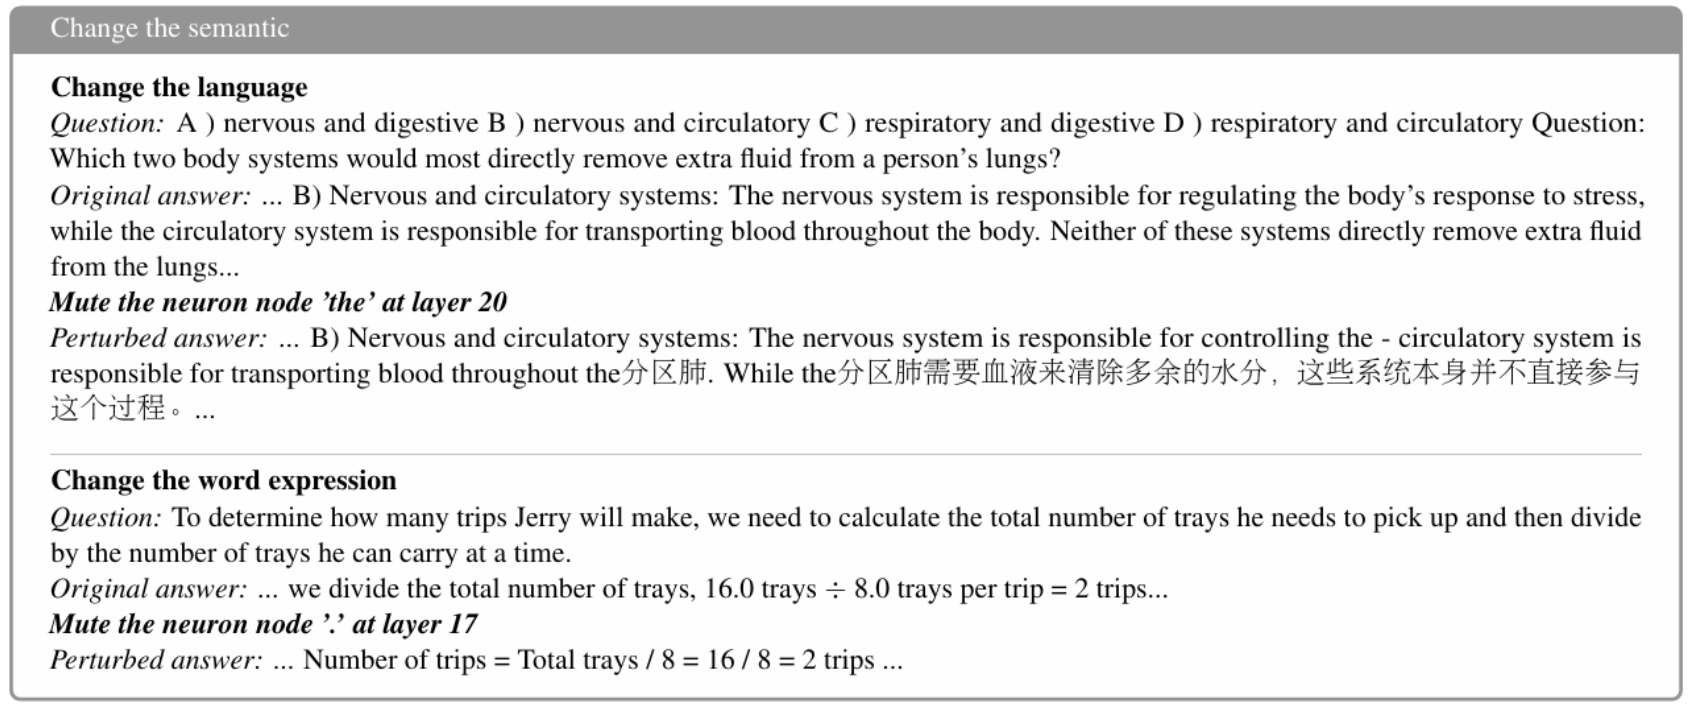 Change the semantic
Change the language
Question: A ) nervous and digestive B ) nervous and circulatory C ) respiratory and digestive D ) respiratory and circulatory Question:
Which two body systems would most directly remove extra fluid from a person's lungs?
Original answer: ... B) Nervous and circulatory systems: The nervous system is responsible for regulating the body's response to stress,
while the circulatory system is responsible for transporting blood throughout the body. Neither of these systems directly remove extra fluid
from the lungs...
Mute the neuron node 'the' at layer 20
Perturbed answer: ... B) Nervous and circulatory systems: The nervous system is responsible for controlling the - circulatory system is
responsible for transporting blood throughout the分区肺. While the分区肺需要血液来清除多余的水分，这些系统本身并不直接参与
这个过程。...
Change the word expression
Question: To determine how many trips Jerry will make, we need to calculate the total number of trays he needs to pick up and then divide
by the number of trays he can carry at a time.
Original answer: ... we divide the total number of trays, 16.0 trays ÷ 8.0 trays per trip = 2 trips...
Mute the neuron node '.' at layer 17
Perturbed answer: ... Number of trips = Total trays / 8 = 16 / 8 = 2 trips ...